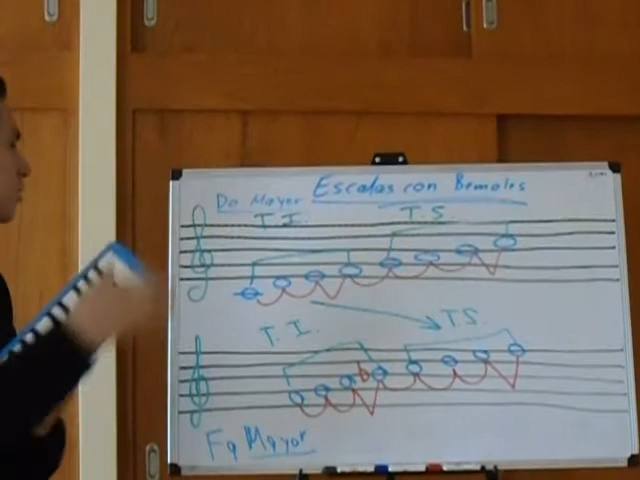 Escalas con Bemoles
Do Mayor
T.I. T.S.
T.I. T.S.
b
Fa Mayor